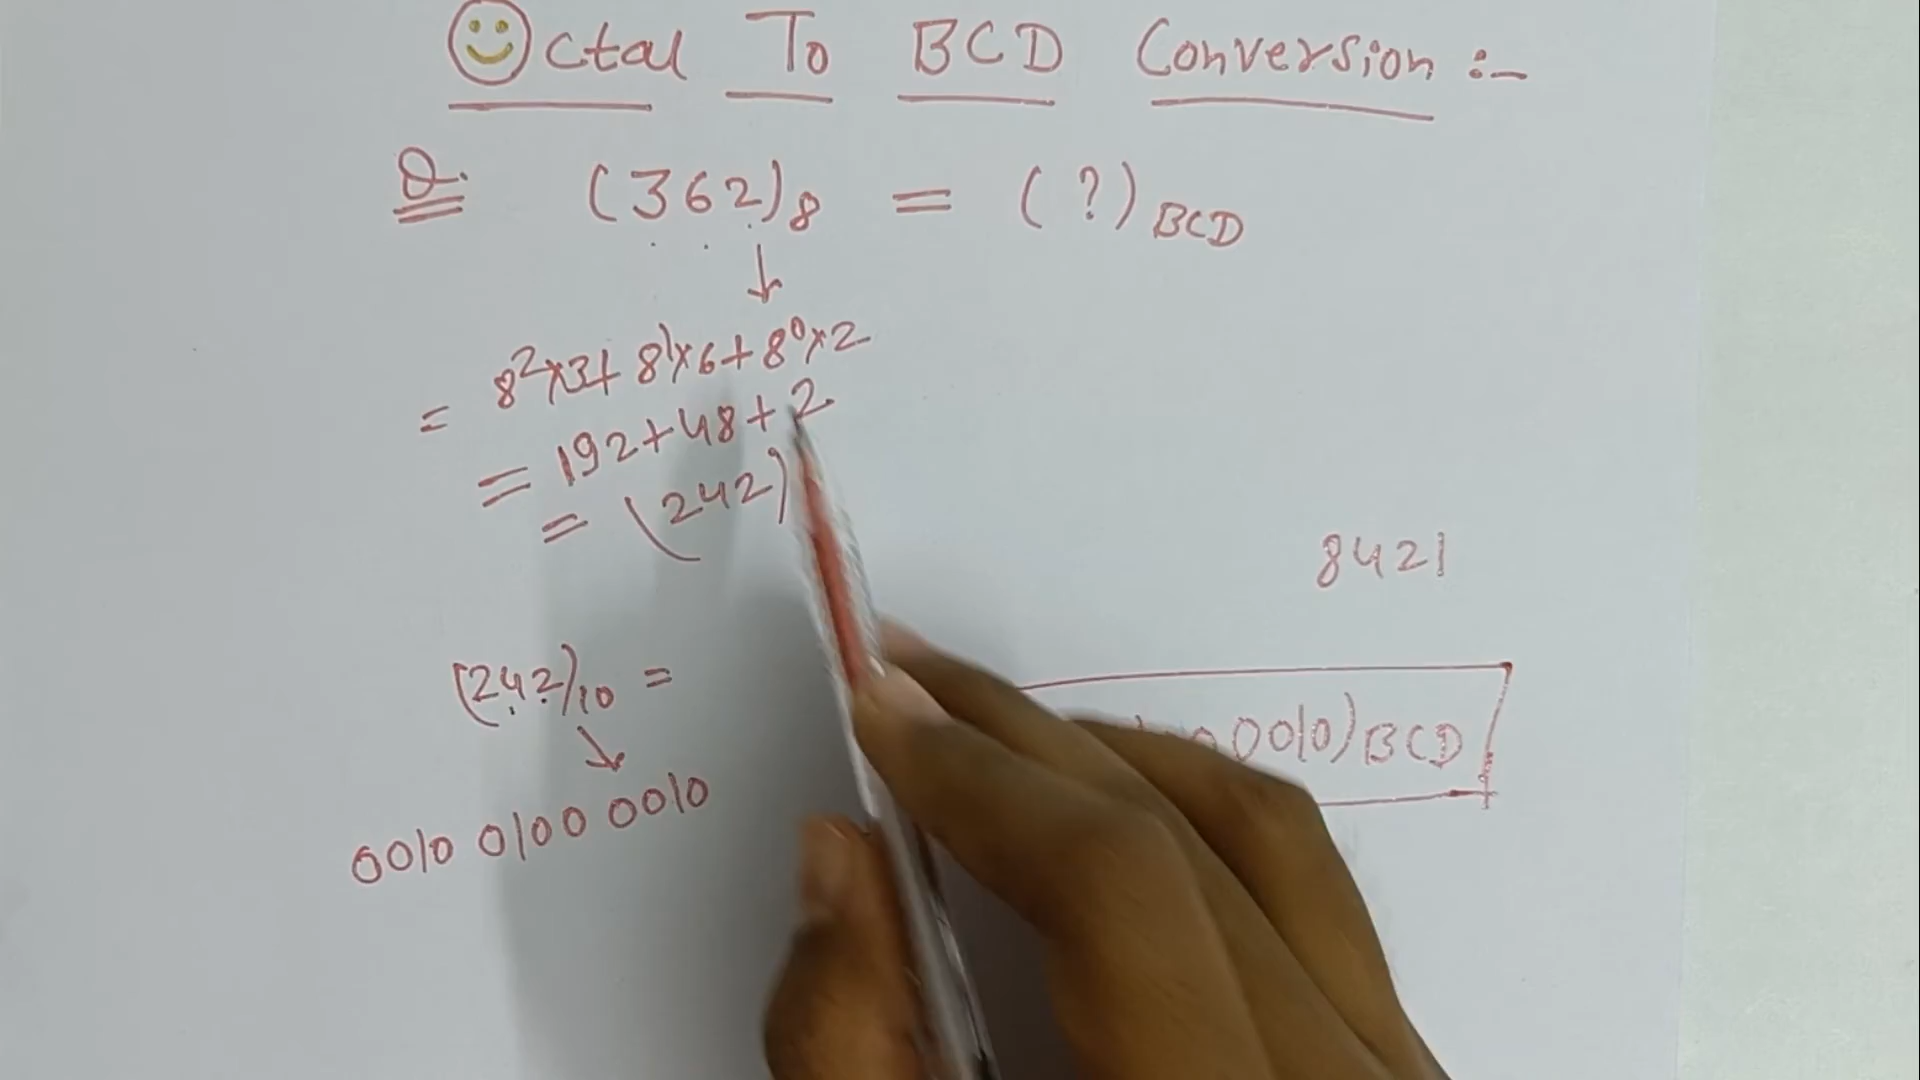 Octal To BCD Conversion :-
Q. (362)8 = (?)BCD
= 8²×3+8¹×6+8⁰×2
= 192+48+2
= (242)
8421
(242)10 =
0010)BCD
0010 0100 0010